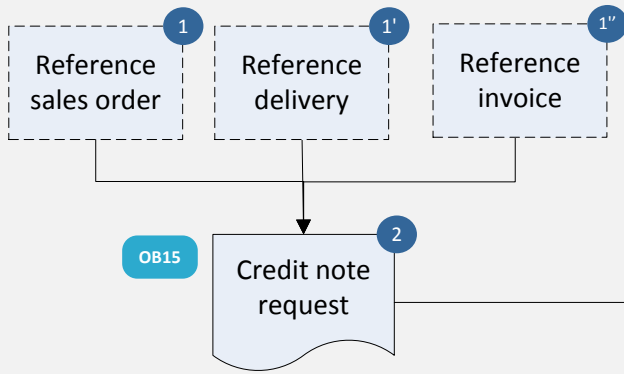 1
Reference
sales order
1'
Reference
delivery
1''
Reference
invoice
OB15
2
Credit note
request